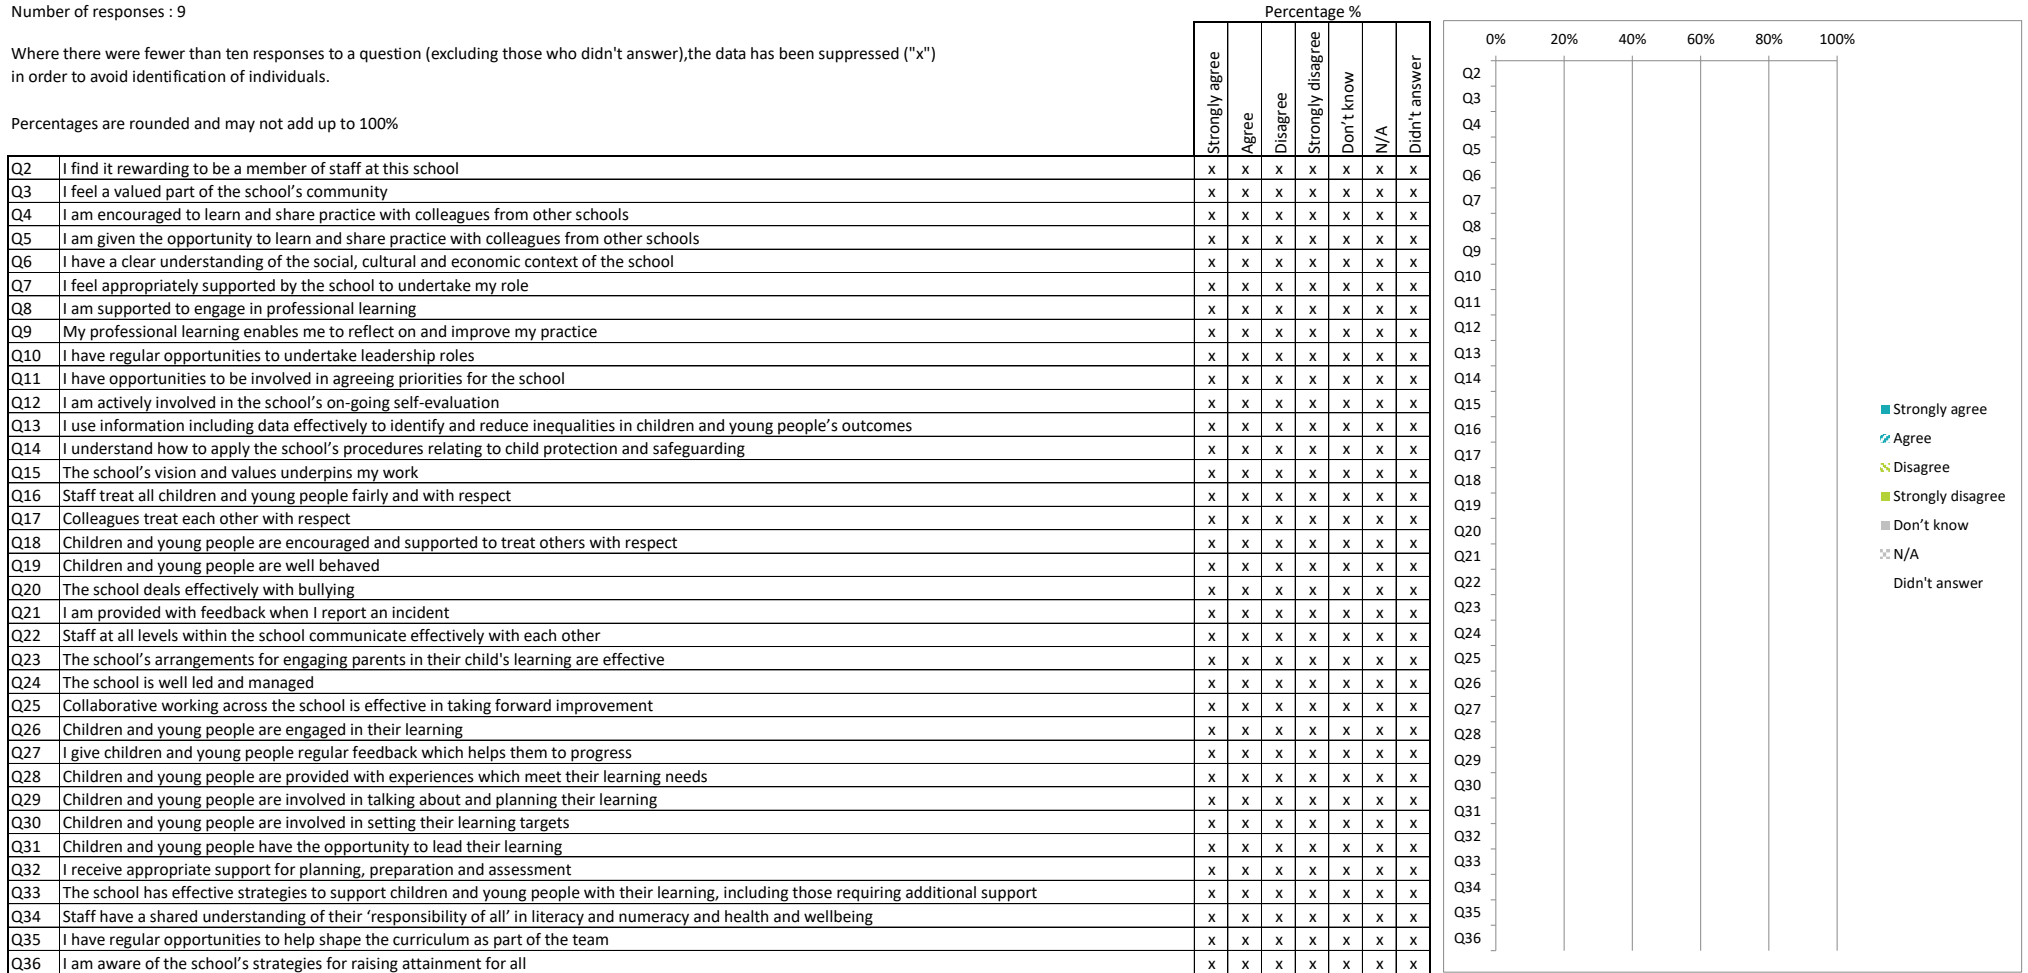 Number of responses : 9
Percentage %
Where there were fewer than ten responses to a question (excluding those who didn't answer),the data has been suppressed ("x")
in order to avoid identification of individuals.
Percentages are rounded and may not add up to 100%
Strongly agree
Agree
Disagree
Strongly disagree
Don't know
N/A
Didn't answer
Q2 I find it rewarding to be a member of staff at this school x x x x x x x
Q3 I feel a valued part of the school's community x x x x x x x
Q4 I am encouraged to learn and share practice with colleagues from other schools x x x x x x x
Q5 I am given the opportunity to learn and share practice with colleagues from other schools x x x x x x x
Q6 I have a clear understanding of the social, cultural and economic context of the school x x x x x x x
Q7 I feel appropriately supported by the school to undertake my role x x x x x x x
Q8 I am supported to engage in professional learning x x x x x x x
Q9 My professional learning enables me to reflect on and improve my practice x x x x x x x
Q10 I have regular opportunities to undertake leadership roles x x x x x x x
Q11 I have opportunities to be involved in agreeing priorities for the school x x x x x x x
Q12 I am actively involved in the school's on-going self-evaluation x x x x x x x
Q13 I use information including data effectively to identify and reduce inequalities in children and young people's outcomes x x x x x x x
Q14 I understand how to apply the school's procedures relating to child protection and safeguarding x x x x x x x
Q15 The school's vision and values underpins my work x x x x x x x
Q16 Staff treat all children and young people fairly and with respect x x x x x x x
Q17 Colleagues treat each other with respect x x x x x x x
Q18 Children and young people are encouraged and supported to treat others with respect x x x x x x x
Q19 Children and young people are well behaved x x x x x x x
Q20 The school deals effectively with bullying x x x x x x x
Q21 I am provided with feedback when I report an incident x x x x x x x
Q22 Staff at all levels within the school communicate effectively with each other x x x x x x x
Q23 The school's arrangements for engaging parents in their child's learning are effective x x x x x x x
Q24 The school is well led and managed x x x x x x x
Q25 Collaborative working across the school is effective in taking forward improvement x x x x x x x
Q26 Children and young people are engaged in their learning x x x x x x x
Q27 I give children and young people regular feedback which helps them to progress x x x x x x x
Q28 Children and young people are provided with experiences which meet their learning needs x x x x x x x
Q29 Children and young people are involved in talking about and planning their learning x x x x x x x
Q30 Children and young people are involved in setting their learning targets x x x x x x x
Q31 Children and young people have the opportunity to lead their learning x x x x x x x
Q32 I receive appropriate support for planning, preparation and assessment x x x x x x x
Q33 The school has effective strategies to support children and young people with their learning, including those requiring additional support x x x x x x x
Q34 Staff have a shared understanding of their 'responsibility of all' in literacy and numeracy and health and wellbeing x x x x x x x
Q35 I have regular opportunities to help shape the curriculum as part of the team x x x x x x x
Q36 I am aware of the school's strategies for raising attainment for all x x x x x x x
0% 20% 40% 60% 80% 100%
Q2
Q3
Q4
Q5
Q6
Q7
Q8
Q9
Q10
Q11
Q12
Q13
Q14
Q15
Q16
Q17
Q18
Q19
Q20
Q21
Q22
Q23
Q24
Q25
Q26
Q27
Q28
Q29
Q30
Q31
Q32
Q33
Q34
Q35
Q36
Strongly agree
Agree
Disagree
Strongly disagree
Don't know
N/A
Didn't answer